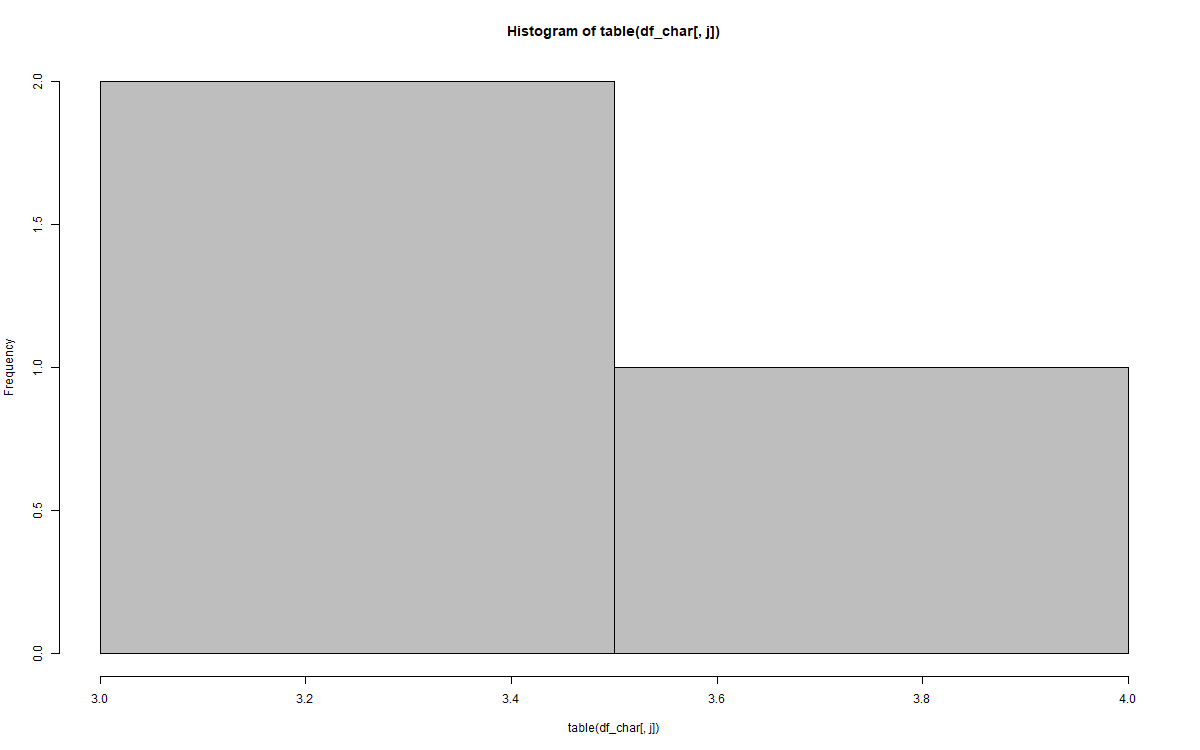 Histogram of table(df_char[, j])
2.0
1.5
1.0
0.5
0.0
Frequency
3.0 3.2 3.4 3.6 3.8 4.0
table(df_char[, j])